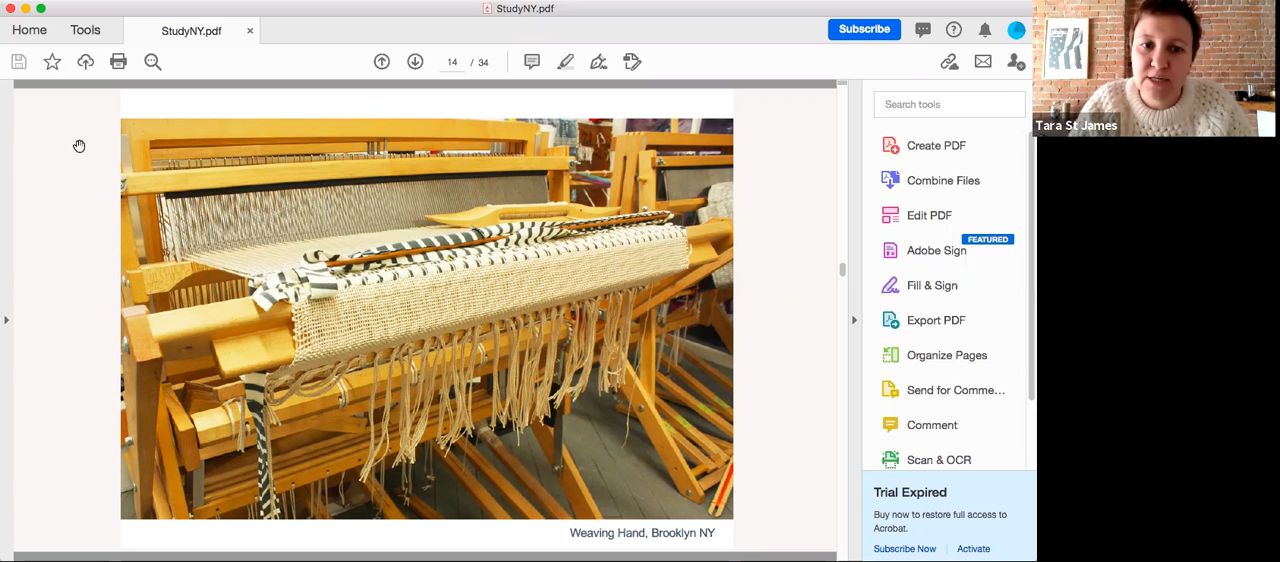 StudyNY.pdf
Home
Tools
StudyNY.pdf
×
Subscribe
14 / 34
Search tools
Tara St James
Create PDF
Combine Files
Edit PDF
FEATURED
Adobe Sign
Fill & Sign
Export PDF
Organize Pages
Send for Comme...
Comment
Scan & OCR
Trial Expired
Buy now to restore full access to
Acrobat.
Subscribe Now
Activate
Weaving Hand, Brooklyn NY